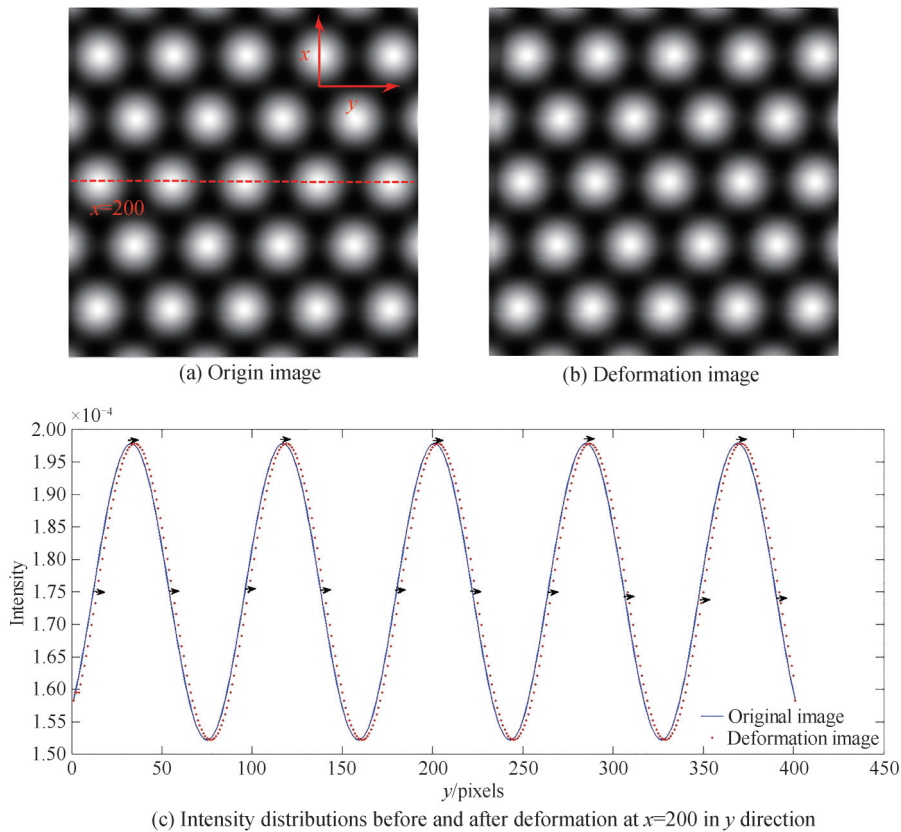 x
y
x=200
(a) Origin image
(b) Deformation image
×10⁻⁴
2.00
1.95
1.90
1.85
1.80
1.75
1.70
1.60
1.55
1.50
Intensity
0
50
100
150
200
250
300
350
400
450
y/pixels
Original image
Deformation image
(c) Intensity distributions before and after deformation at x=200 in y direction